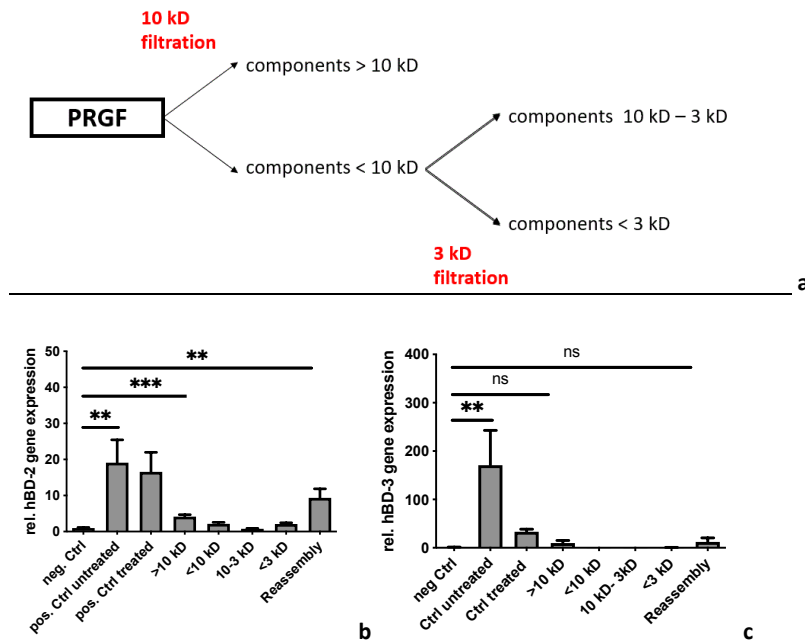 10 kD
filtration
components > 10 kD
PRGF
components 10 kD – 3 kD
components < 10 kD
components < 3 kD
3 kD
filtration
a
rel. hBD-2 gene expression
50
40
30
20
10
0
**
***
**
neg. Ctrl
pos. Ctrl untreated
pos. Ctrl treated
>10 kD
<10 kD
10-3 kD
<3 kD
Reassembly
b
rel. hBD-3 gene expression
400
300
200
100
0
ns
ns
**
neg Ctrl
Ctrl untreated
Ctrl treated
>10 kD
<10 kD
10 kD- 3kD
<3 kD
Reassembly
c